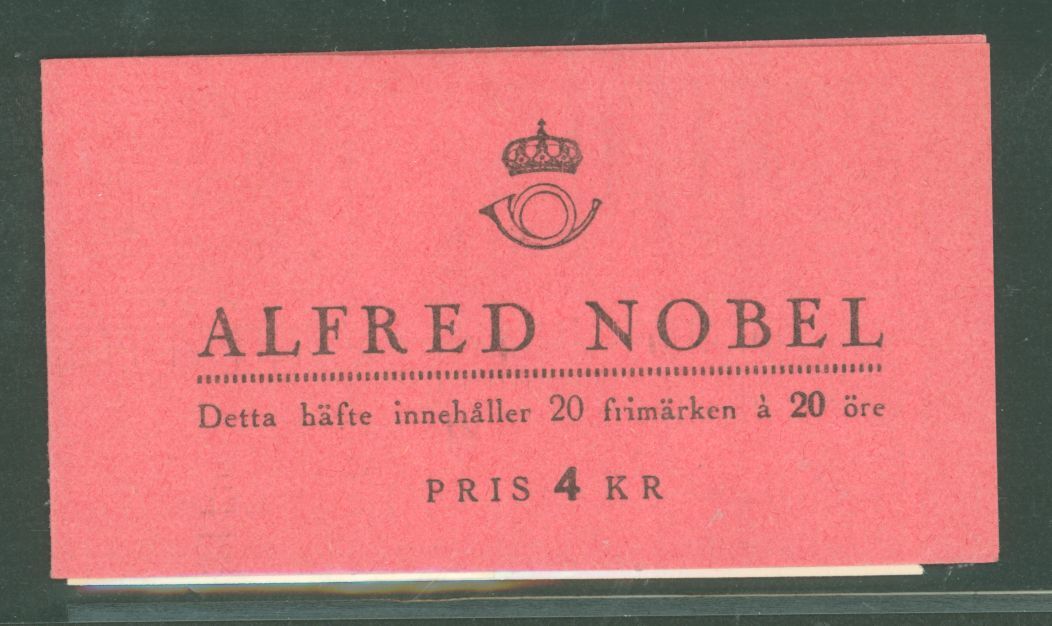 ALFRED NOBEL
Detta häfte innehåller 20 frimärken à 20 öre
PRIS 4 KR